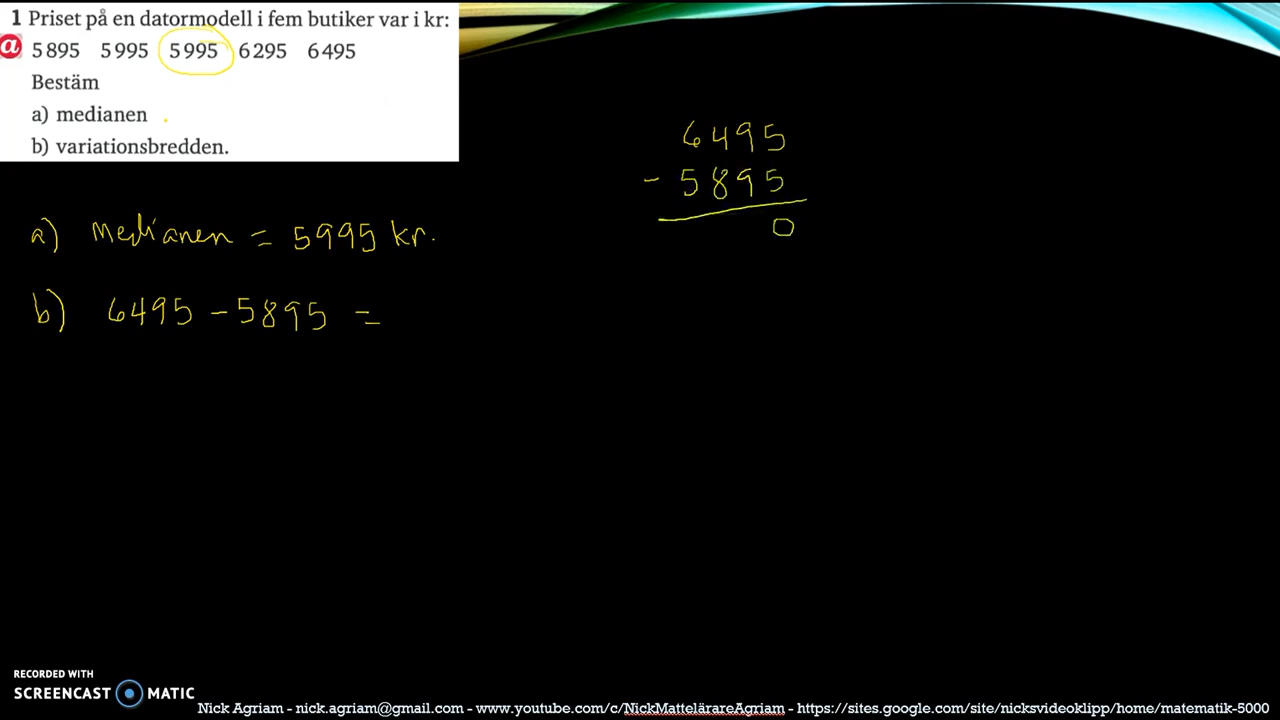 1 Priset på en datormodell i fem butiker var i kr:
a 5 895 5 995 5 995 6 295 6 495
Bestäm
a) medianen
b) variationsbredden.
a) Medianen = 5995 kr.
b) 6495 - 5895 =
6495
- 5895
0
RECORDED WITH
SCREENCAST MATIC
Nick Agriam - nick.agriam@gmail.com - www.youtube.com/c/NickMattelärareAgriam - https://sites.google.com/site/nicksvideoklipp/home/matematik-5000